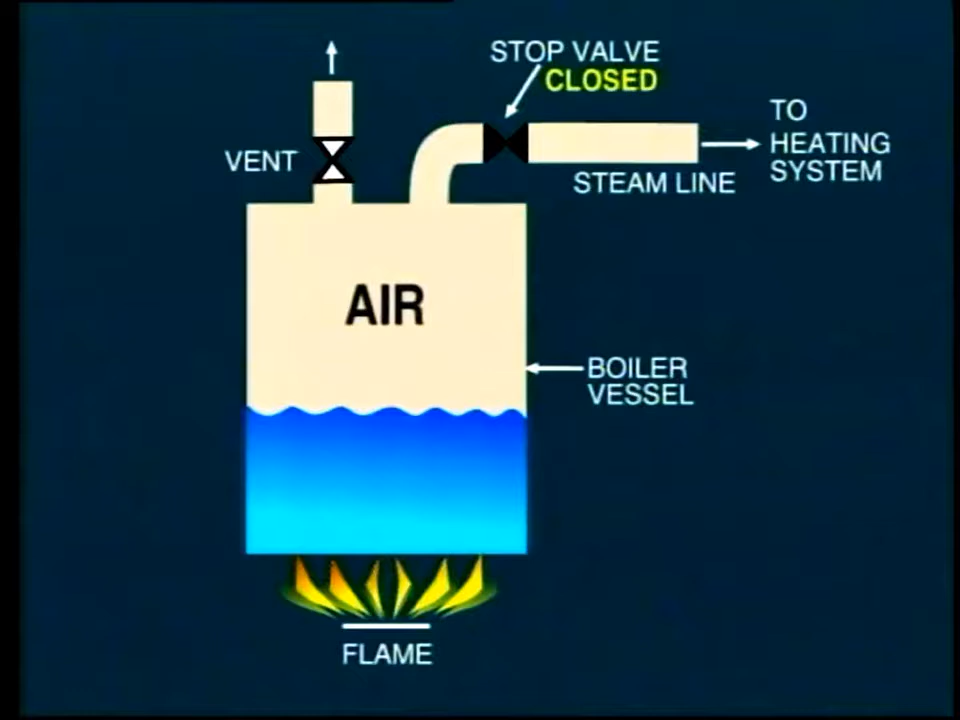 STOP VALVE
CLOSED
TO
HEATING
SYSTEM
VENT
STEAM LINE
AIR
BOILER
VESSEL
FLAME